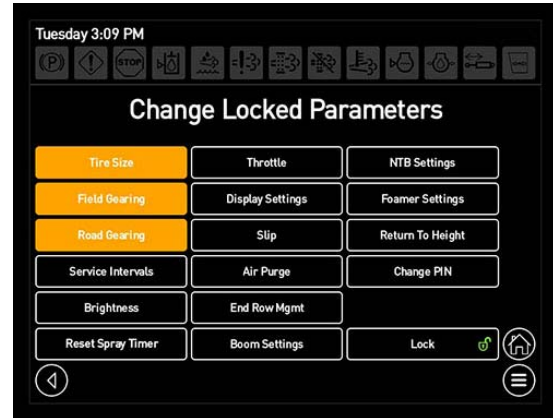 Tuesday 3:09 PM
(P) STOP
Change Locked Parameters
Tire Size Throttle NTB Settings
Field Gearing Display Settings Foamer Settings
Road Gearing Slip Return To Height
Service Intervals Air Purge Change PIN
Brightness End Row Mgmt
Reset Spray Timer Boom Settings Lock